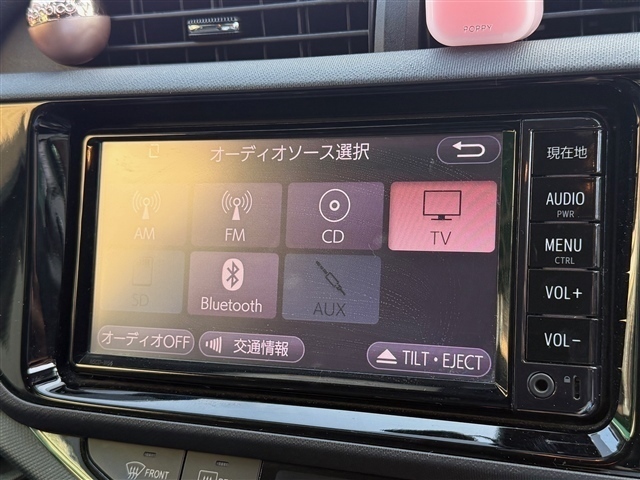 POPPY
オーディオソース選択
現在地
AM
FM
CD
TV
AUDIO
PWR
MENU
CTRL
SD
Bluetooth
AUX
VOL+
VOL-
オーディオOFF
交通情報
TILT・EJECT
FRONT